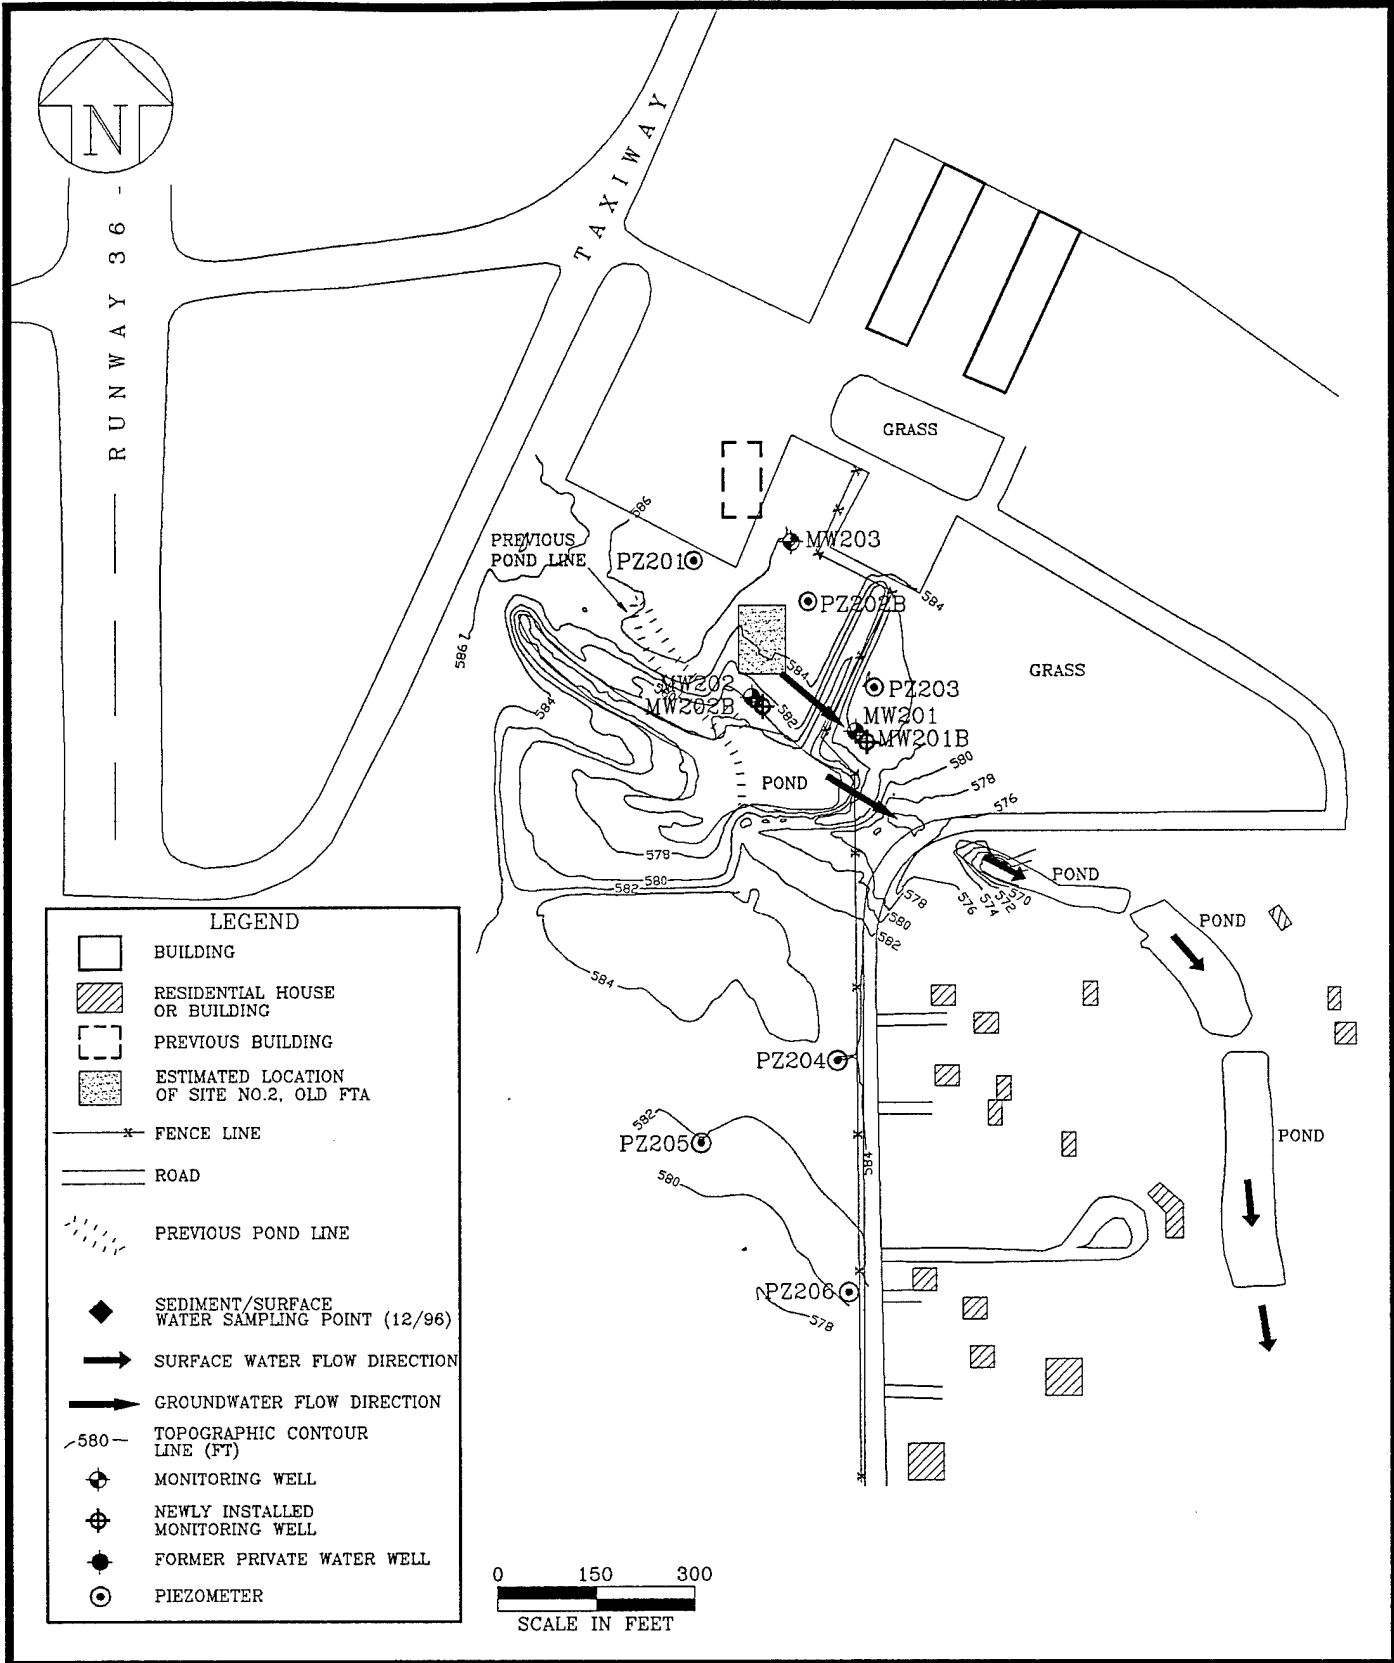 N
RUNWAY 36
TAXIWAY
GRASS
586
PREVIOUS
POND LINE
PZ201
MW203
PZ202B
584
586
GRASS
584
MW202
MW202B
582
PZ203
MW201
MW201B
584
580
578
576
POND
578
580
582
POND
570
572
574
576
578
580
582
POND
584
PZ204
582
PZ205
580
584
POND
PZ206
578
LEGEND
BUILDING
RESIDENTIAL HOUSE
OR BUILDING
PREVIOUS BUILDING
ESTIMATED LOCATION
OF SITE NO.2, OLD FTA
FENCE LINE
ROAD
PREVIOUS POND LINE
SEDIMENT/SURFACE
WATER SAMPLING POINT (12/96)
SURFACE WATER FLOW DIRECTION
GROUNDWATER FLOW DIRECTION
580
TOPOGRAPHIC CONTOUR
LINE (FT)
MONITORING WELL
NEWLY INSTALLED
MONITORING WELL
FORMER PRIVATE WATER WELL
PIEZOMETER
0 150 300
SCALE IN FEET